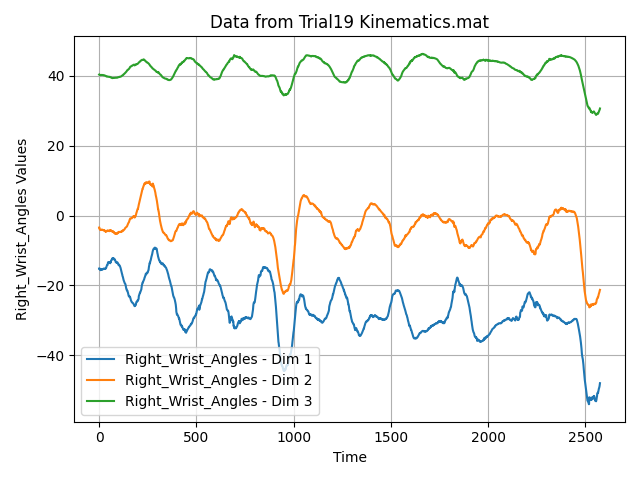 Data from Trial19 Kinematics.mat
Right_Wrist_Angles Values
40
20
0
−20
−40
Right_Wrist_Angles - Dim 1
Right_Wrist_Angles - Dim 2
Right_Wrist_Angles - Dim 3
0 500 1000 1500 2000 2500
Time